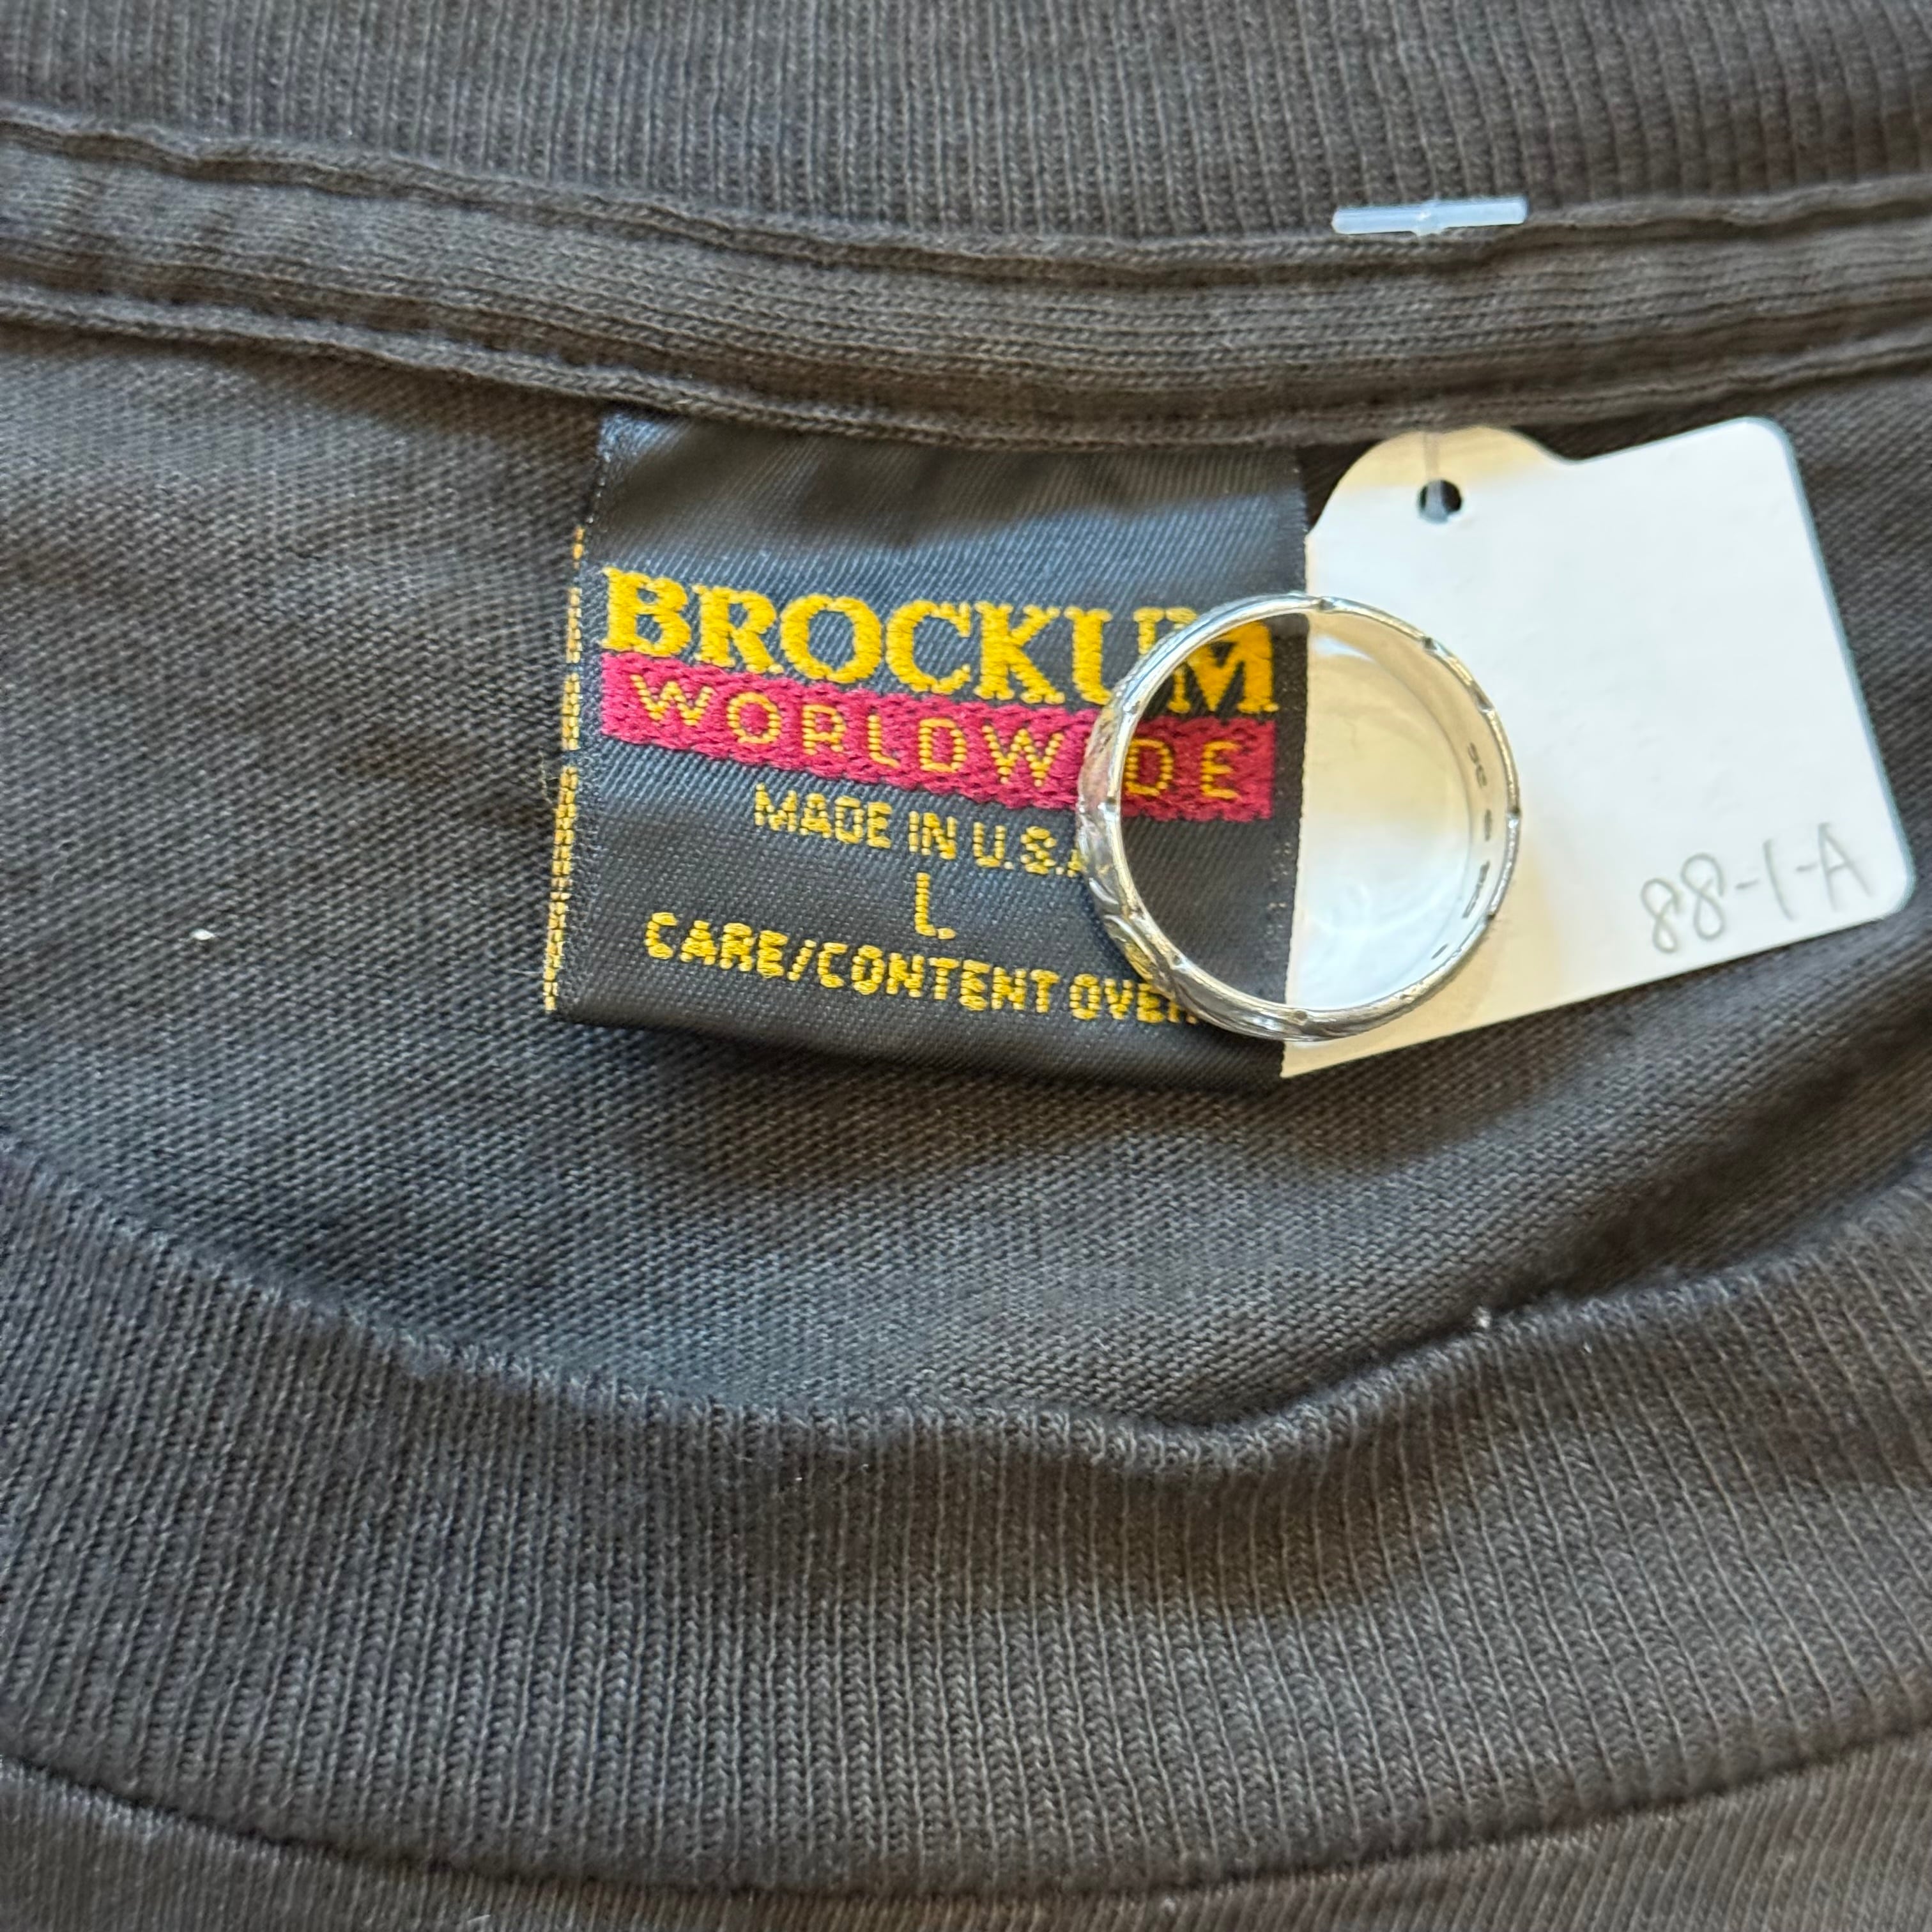 BROCKUM
WORLDWIDE
MADE IN U.S.A
L
CARE/CONTENT OVER
88-1-A